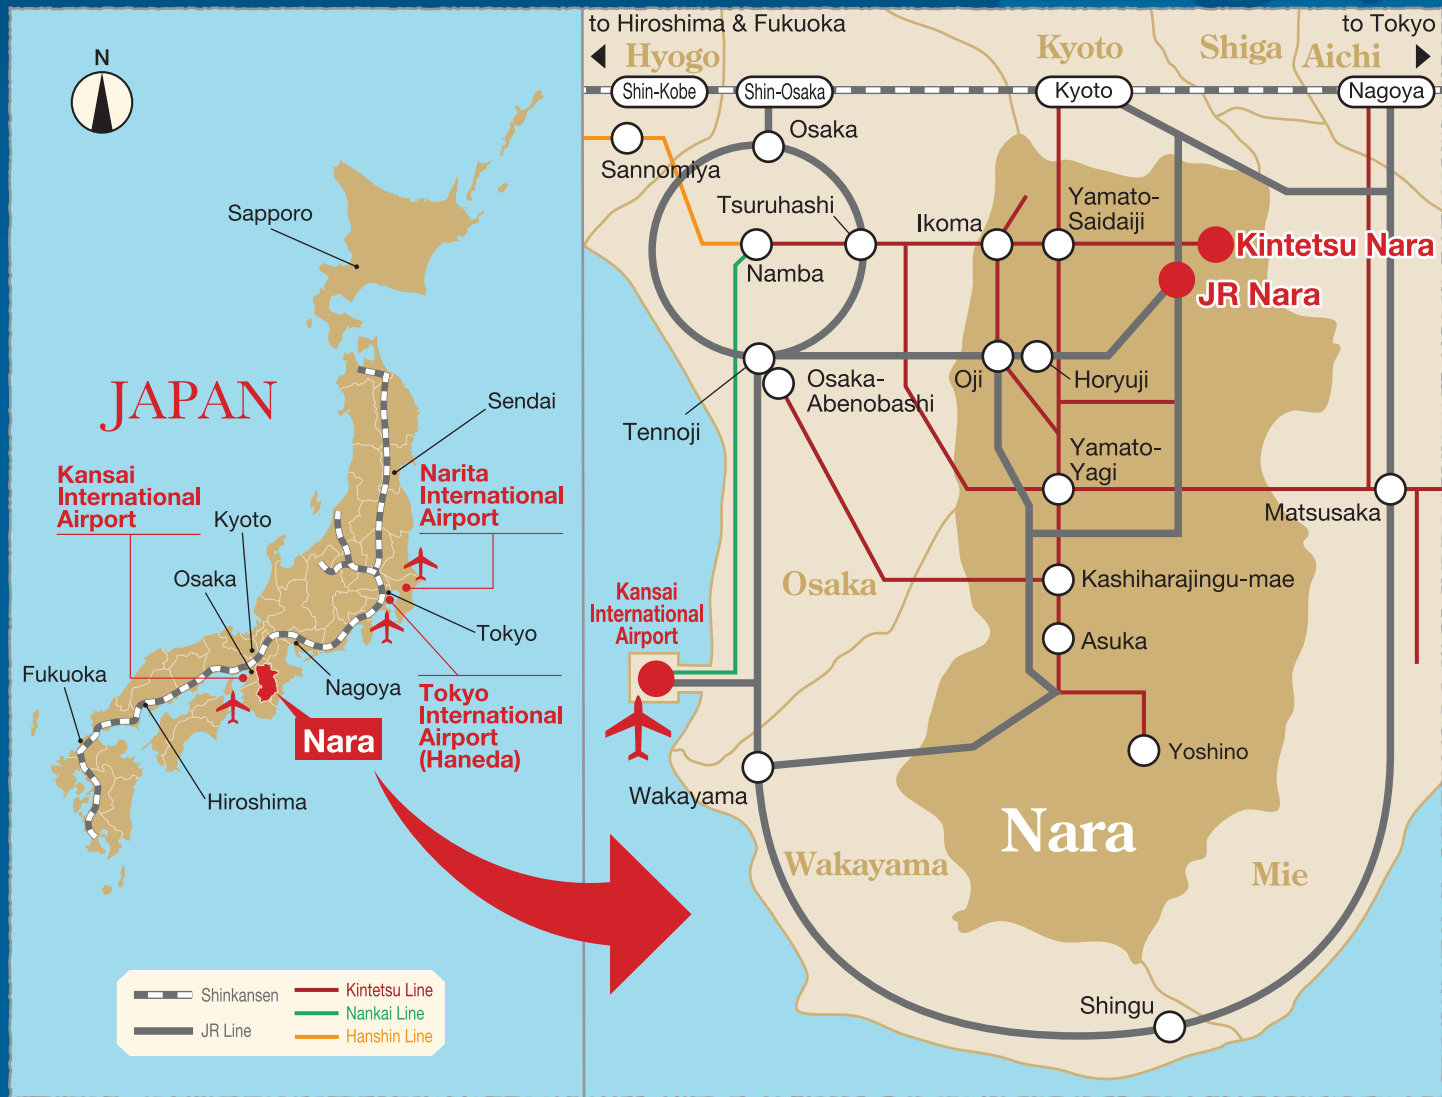 N
Sapporo
JAPAN
Sendai
Kansai
International
Airport
Narita
International
Airport
Kyoto
Osaka
Tokyo
Fukuoka
Nagoya
Tokyo
International
Airport
(Haneda)
Nara
Hiroshima
Shinkansen
JR Line
Kintetsu Line
Nankai Line
Hanshin Line
to Hiroshima & Fukuoka
to Tokyo
Hyogo
Kyoto
Shiga
Aichi
Shin-Kobe
Shin-Osaka
Kyoto
Nagoya
Osaka
Sannomiya
Tsuruhashi
Ikoma
Yamato-
Saidaiji
Kintetsu Nara
Namba
JR Nara
Osaka-
Abenobashi
Oji
Horyuji
Tennoji
Yamato-
Yagi
Matsusaka
Osaka
Kashiharajingu-mae
Kansai
International
Airport
Asuka
Yoshino
Wakayama
Nara
Wakayama
Mie
Shingu